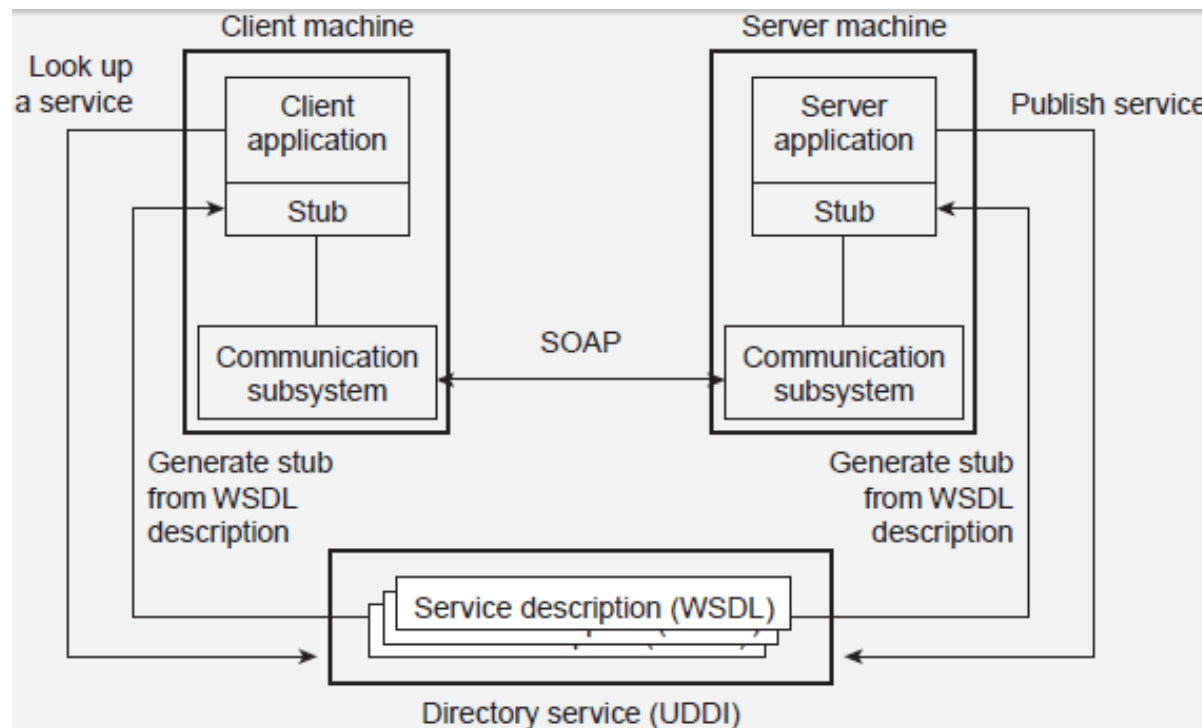 Client machine
Server machine
Look up
a service
Client
application
Stub
Communication
subsystem
SOAP
Server
application
Stub
Communication
subsystem
Publish service
Generate stub
from WSDL
description
Generate stub
from WSDL
description
Service description (WSDL)
Directory service (UDDI)